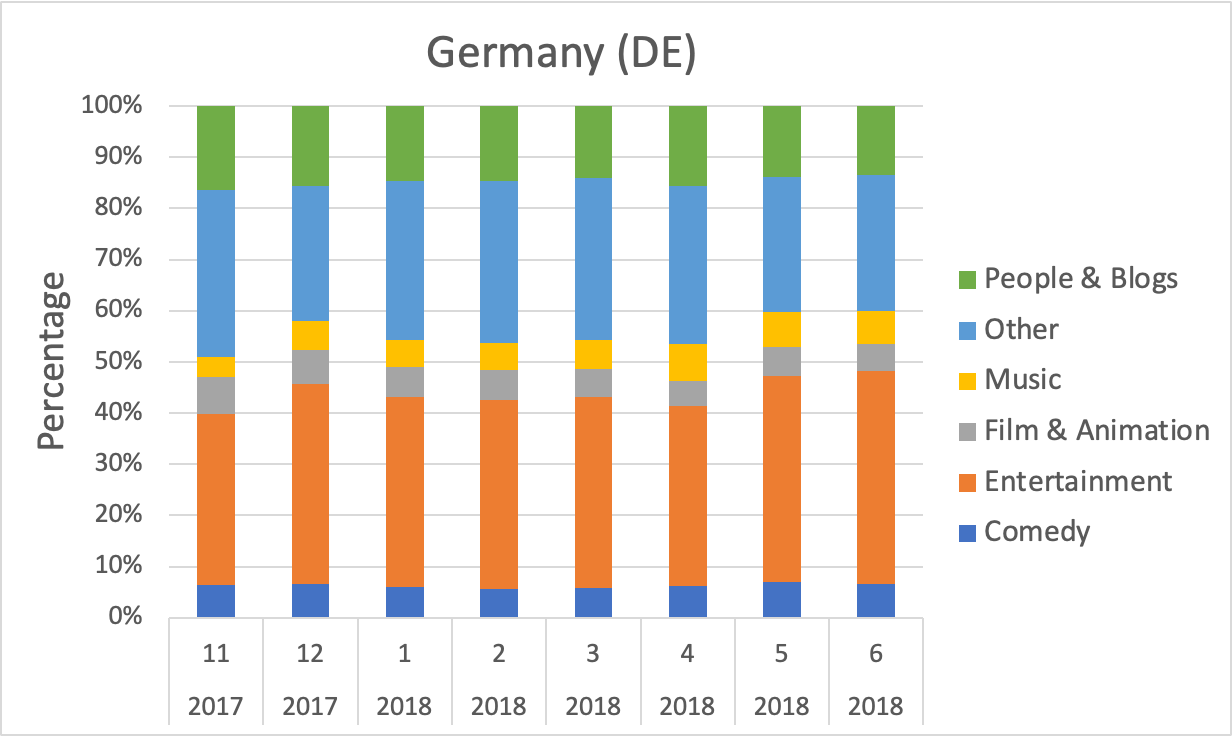 Germany (DE)
Percentage
100%
90%
80%
70%
60%
50%
40%
30%
20%
10%
0%
11 12 1 2 3 4 5 6
2017 2017 2018 2018 2018 2018 2018 2018
People & Blogs
Other
Music
Film & Animation
Entertainment
Comedy